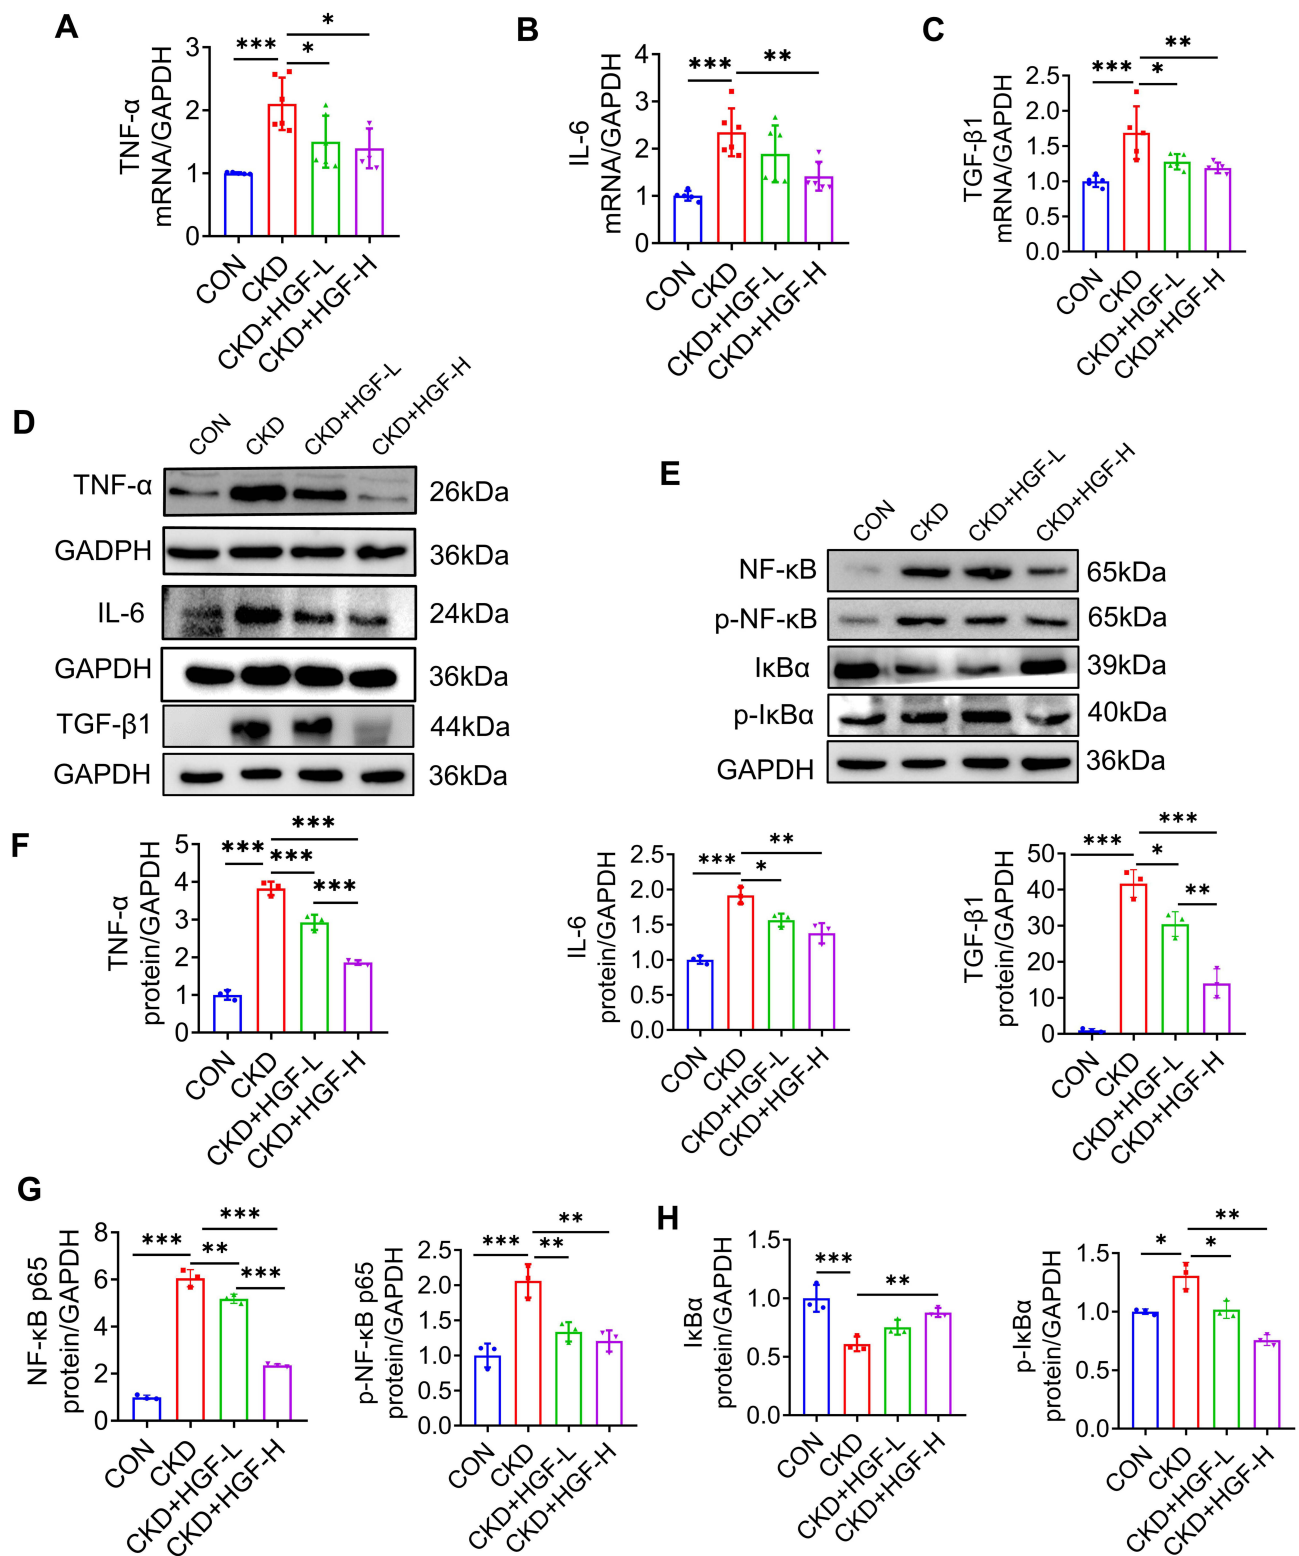 A
TNF-α
mRNA/GAPDH
3
2
1
0
***
*
*
CON
CKD
CKD+HGF-L
CKD+HGF-H
B
IL-6
mRNA/GAPDH
4
3
2
1
0
***
**
CON
CKD
CKD+HGF-L
CKD+HGF-H
C
TGF-β1
mRNA/GAPDH
2.5
2.0
1.5
1.0
0.5
0.0
***
*
**
CON
CKD
CKD+HGF-L
CKD+HGF-H
D
CON
CKD
CKD+HGF-L
CKD+HGF-H
TNF-α 26kDa
GADPH 36kDa
IL-6 24kDa
GAPDH 36kDa
TGF-β1 44kDa
GAPDH 36kDa
E
CON
CKD
CKD+HGF-L
CKD+HGF-H
NF-κB 65kDa
p-NF-κB 65kDa
IκBα 39kDa
p-IκBα 40kDa
GAPDH 36kDa
F
TNF-α
protein/GAPDH
5
4
3
2
1
0
***
***
***
***
CON
CKD
CKD+HGF-L
CKD+HGF-H
IL-6
protein/GAPDH
2.5
2.0
1.5
1.0
0.5
0.0
***
*
**
CON
CKD
CKD+HGF-L
CKD+HGF-H
TGF-β1
protein/GAPDH
50
40
30
20
10
0
***
*
***
**
CON
CKD
CKD+HGF-L
CKD+HGF-H
G
NF-κB p65
protein/GAPDH
8
6
4
2
0
***
**
***
***
CON
CKD
CKD+HGF-L
CKD+HGF-H
p-NF-κB p65
protein/GAPDH
2.5
2.0
1.5
1.0
0.5
0.0
***
**
**
CON
CKD
CKD+HGF-L
CKD+HGF-H
H
IκBα
protein/GAPDH
1.5
1.0
0.5
0.0
***
**
CON
CKD
CKD+HGF-L
CKD+HGF-H
p-IκBα
protein/GAPDH
1.5
1.0
0.5
0.0
*
*
**
CON
CKD
CKD+HGF-L
CKD+HGF-H